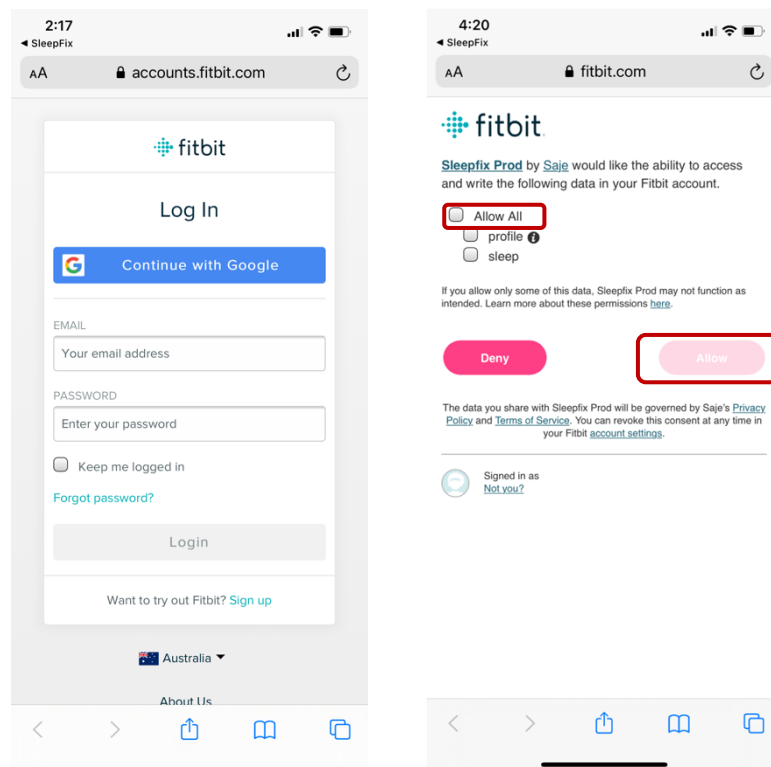 2:17
◀ SleepFix
AA accounts.fitbit.com
fitbit
Log In
G Continue with Google
EMAIL
Your email address
PASSWORD
Enter your password
Keep me logged in
Forgot password?
Login
Want to try out Fitbit? Sign up
Australia
About Us
4:20
◀ SleepFix
AA fitbit.com
fitbit
Sleepfix Prod by Saje would like the ability to access
and write the following data in your Fitbit account.
Allow All
profile i
sleep
If you allow only some of this data, Sleepfix Prod may not function as
intended. Learn more about these permissions here.
Deny Allow
The data you share with Sleepfix Prod will be governed by Saje's Privacy
Policy and Terms of Service. You can revoke this consent at any time in
your Fitbit account settings.
Signed in as
Not you?